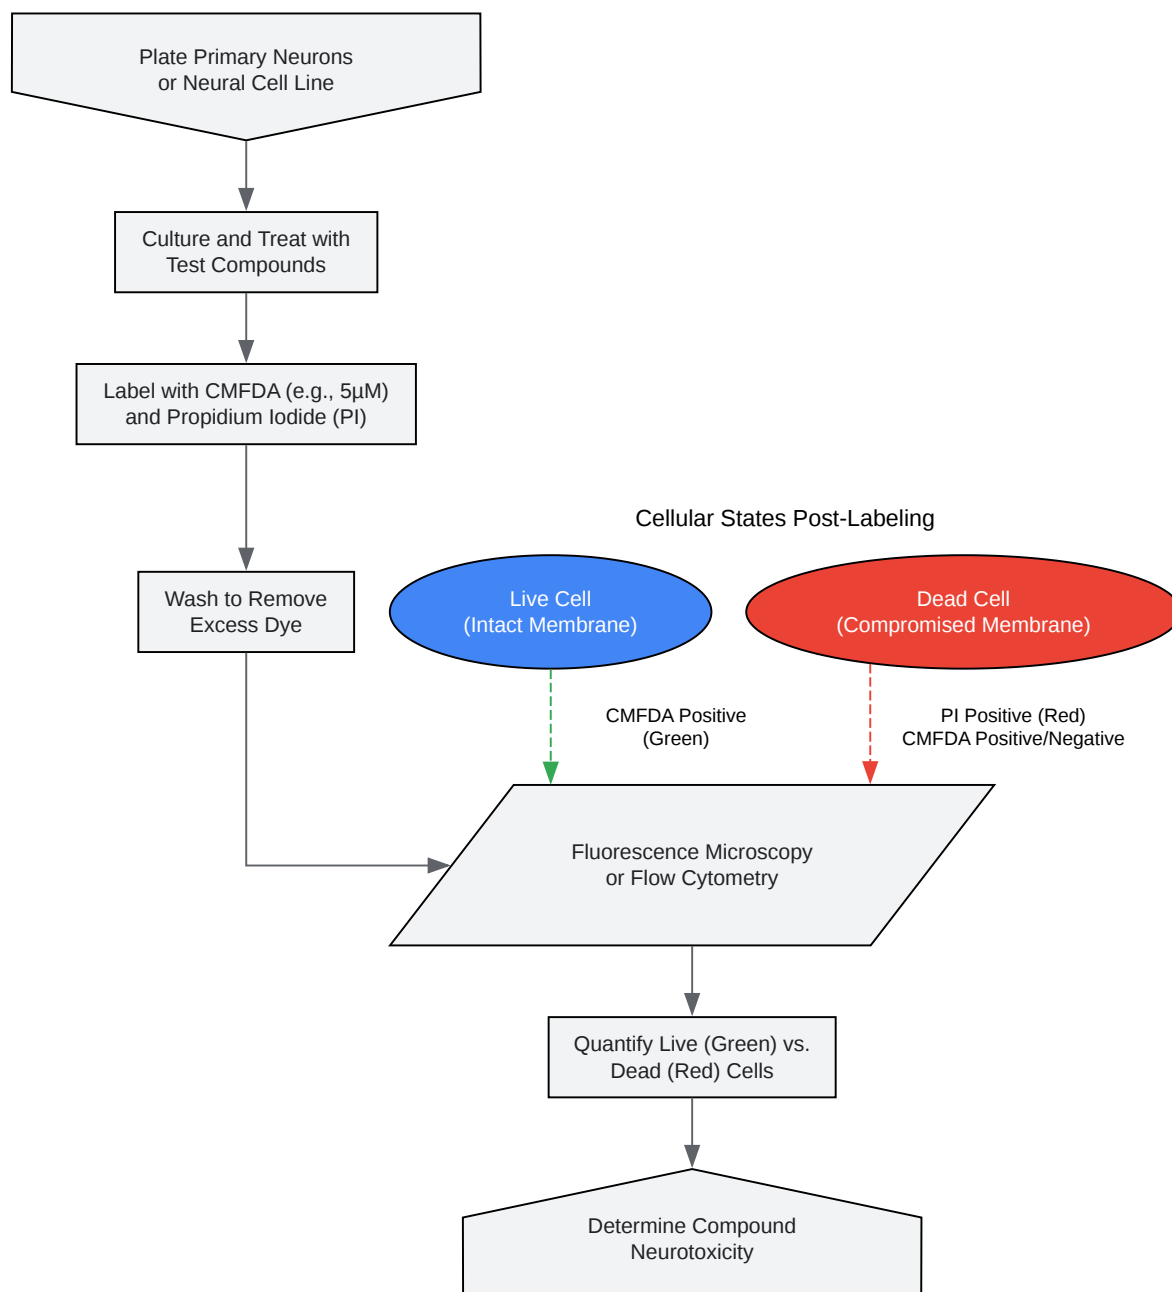 Plate Primary Neurons
or Neural Cell Line
Culture and Treat with
Test Compounds
Label with CMFDA (e.g., 5µM)
and Propidium Iodide (PI)
Wash to Remove
Excess Dye
Cellular States Post-Labeling
Live Cell
(Intact Membrane)
Dead Cell
(Compromised Membrane)
CMFDA Positive
(Green)
PI Positive (Red)
CMFDA Positive/Negative
Fluorescence Microscopy
or Flow Cytometry
Quantify Live (Green) vs.
Dead (Red) Cells
Determine Compound
Neurotoxicity